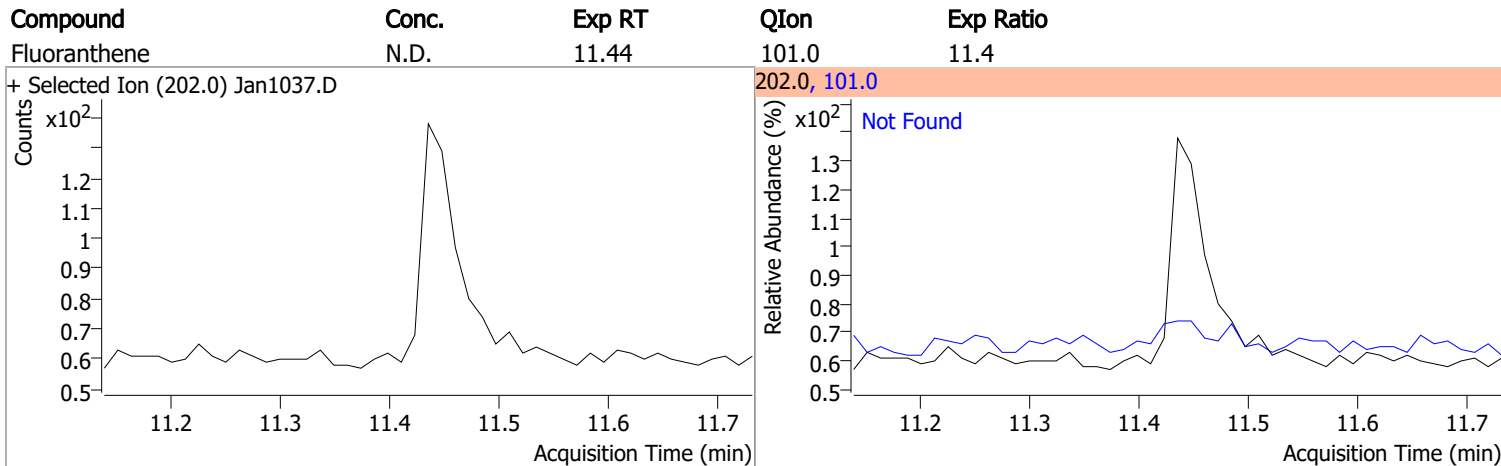 Compound Conc. Exp RT QIon Exp Ratio
Fluoranthene N.D. 11.44 101.0 11.4
+ Selected Ion (202.0) Jan1037.D
Counts
x10²
1.2
1.1
1
0.9
0.8
0.7
0.6
0.5
11.2 11.3 11.4 11.5 11.6 11.7
Acquisition Time (min)
202.0, 101.0
Relative Abundance (%)
x10²
Not Found
1.3
1.2
1.1
1
0.9
0.8
0.7
0.6
0.5
11.2 11.3 11.4 11.5 11.6 11.7
Acquisition Time (min)